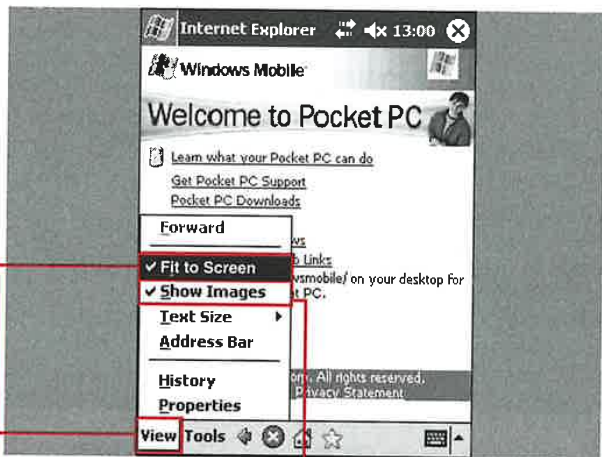 Internet Explorer 13:00
Windows Mobile
Welcome to Pocket PC
Learn what your Pocket PC can do
Get Pocket PC Support
Pocket PC Downloads
Forward
ws
Links
✓ Fit to Screen
smobile/ on your desktop for
✓ Show Images
PC.
Text Size
Address Bar
All rights reserved.
History
Privacy Statement
Properties
View Tools